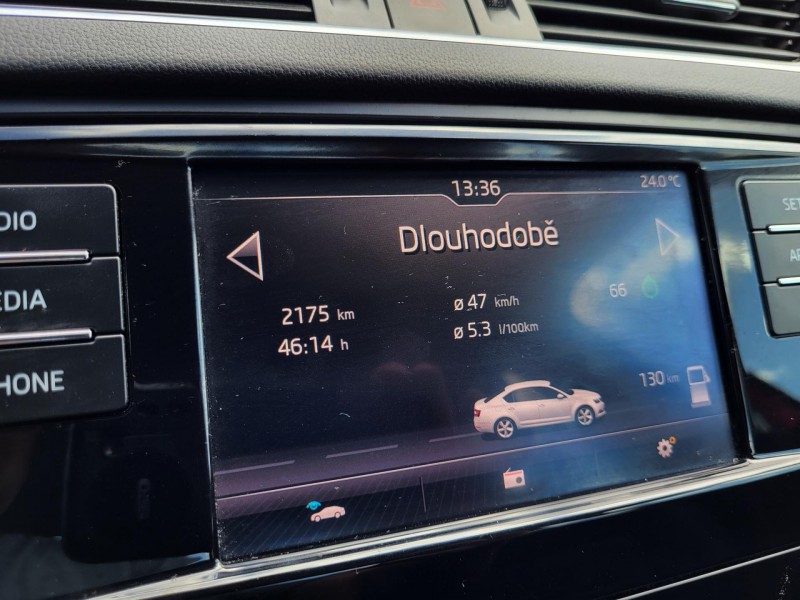 13:36
24.0 °C
Dlouhodobě
2175 km
46:14 h
ø 47 km/h
ø 5.3 l/100km
66
130 km
DIO
EDIA
HONE
SET
AP